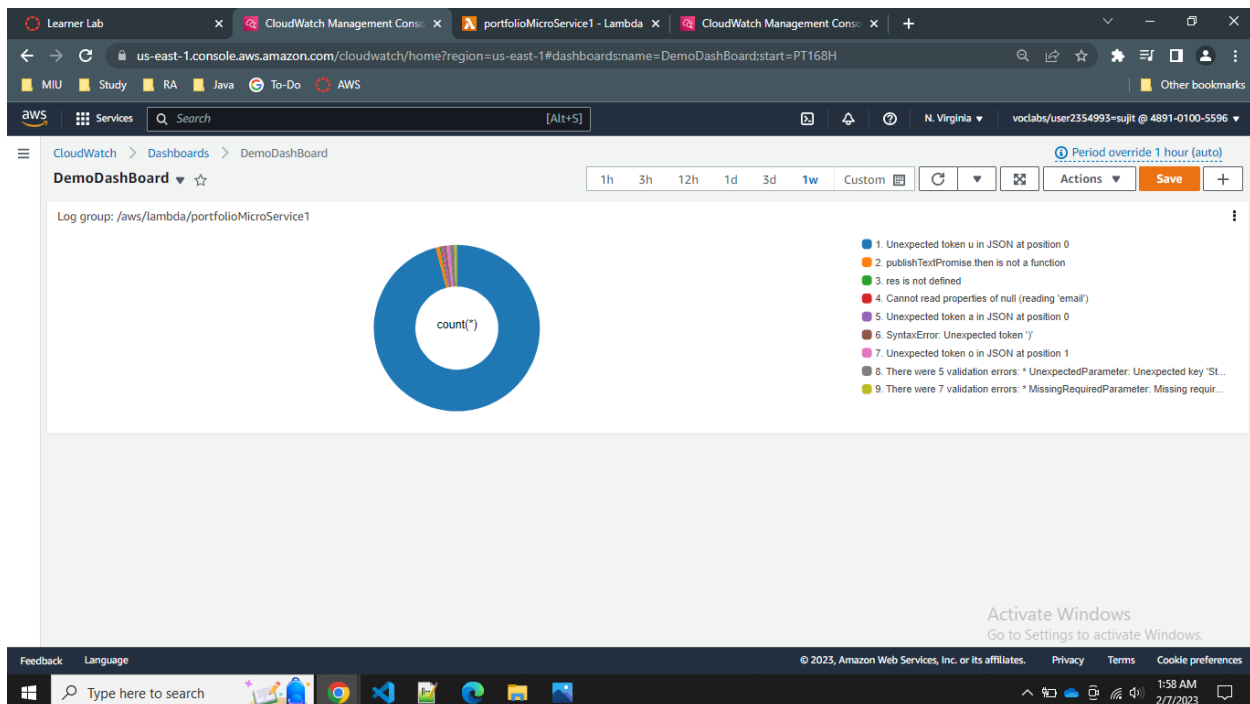 Learner Lab
CloudWatch Management Conso
portfolioMicroService1 - Lambda
CloudWatch Management Conso
us-east-1.console.aws.amazon.com/cloudwatch/home?region=us-east-1#dashboards:name=DemoDashBoard;start=PT168H
MIU Study RA Java To-Do AWS Other bookmarks
aws Services Search [Alt+S] N. Virginia voclabs/user2354993=sujit @ 4891-0100-5596
CloudWatch > Dashboards > DemoDashBoard Period override 1 hour (auto)
DemoDashBoard 1h 3h 12h 1d 3d 1w Custom Actions Save
Log group: /aws/lambda/portfolioMicroService1
count(*)
1. Unexpected token u in JSON at position 0
2. publishTextPromise.then is not a function
3. res is not defined
4. Cannot read properties of null (reading 'email')
5. Unexpected token a in JSON at position 0
6. SyntaxError: Unexpected token ')'
7. Unexpected token o in JSON at position 1
8. There were 5 validation errors: * UnexpectedParameter: Unexpected key 'St...
9. There were 7 validation errors: * MissingRequiredParameter: Missing requir...
Activate Windows
Go to Settings to activate Windows.
Feedback Language © 2023, Amazon Web Services, Inc. or its affiliates. Privacy Terms Cookie preferences
Type here to search 1:58 AM
2/7/2023